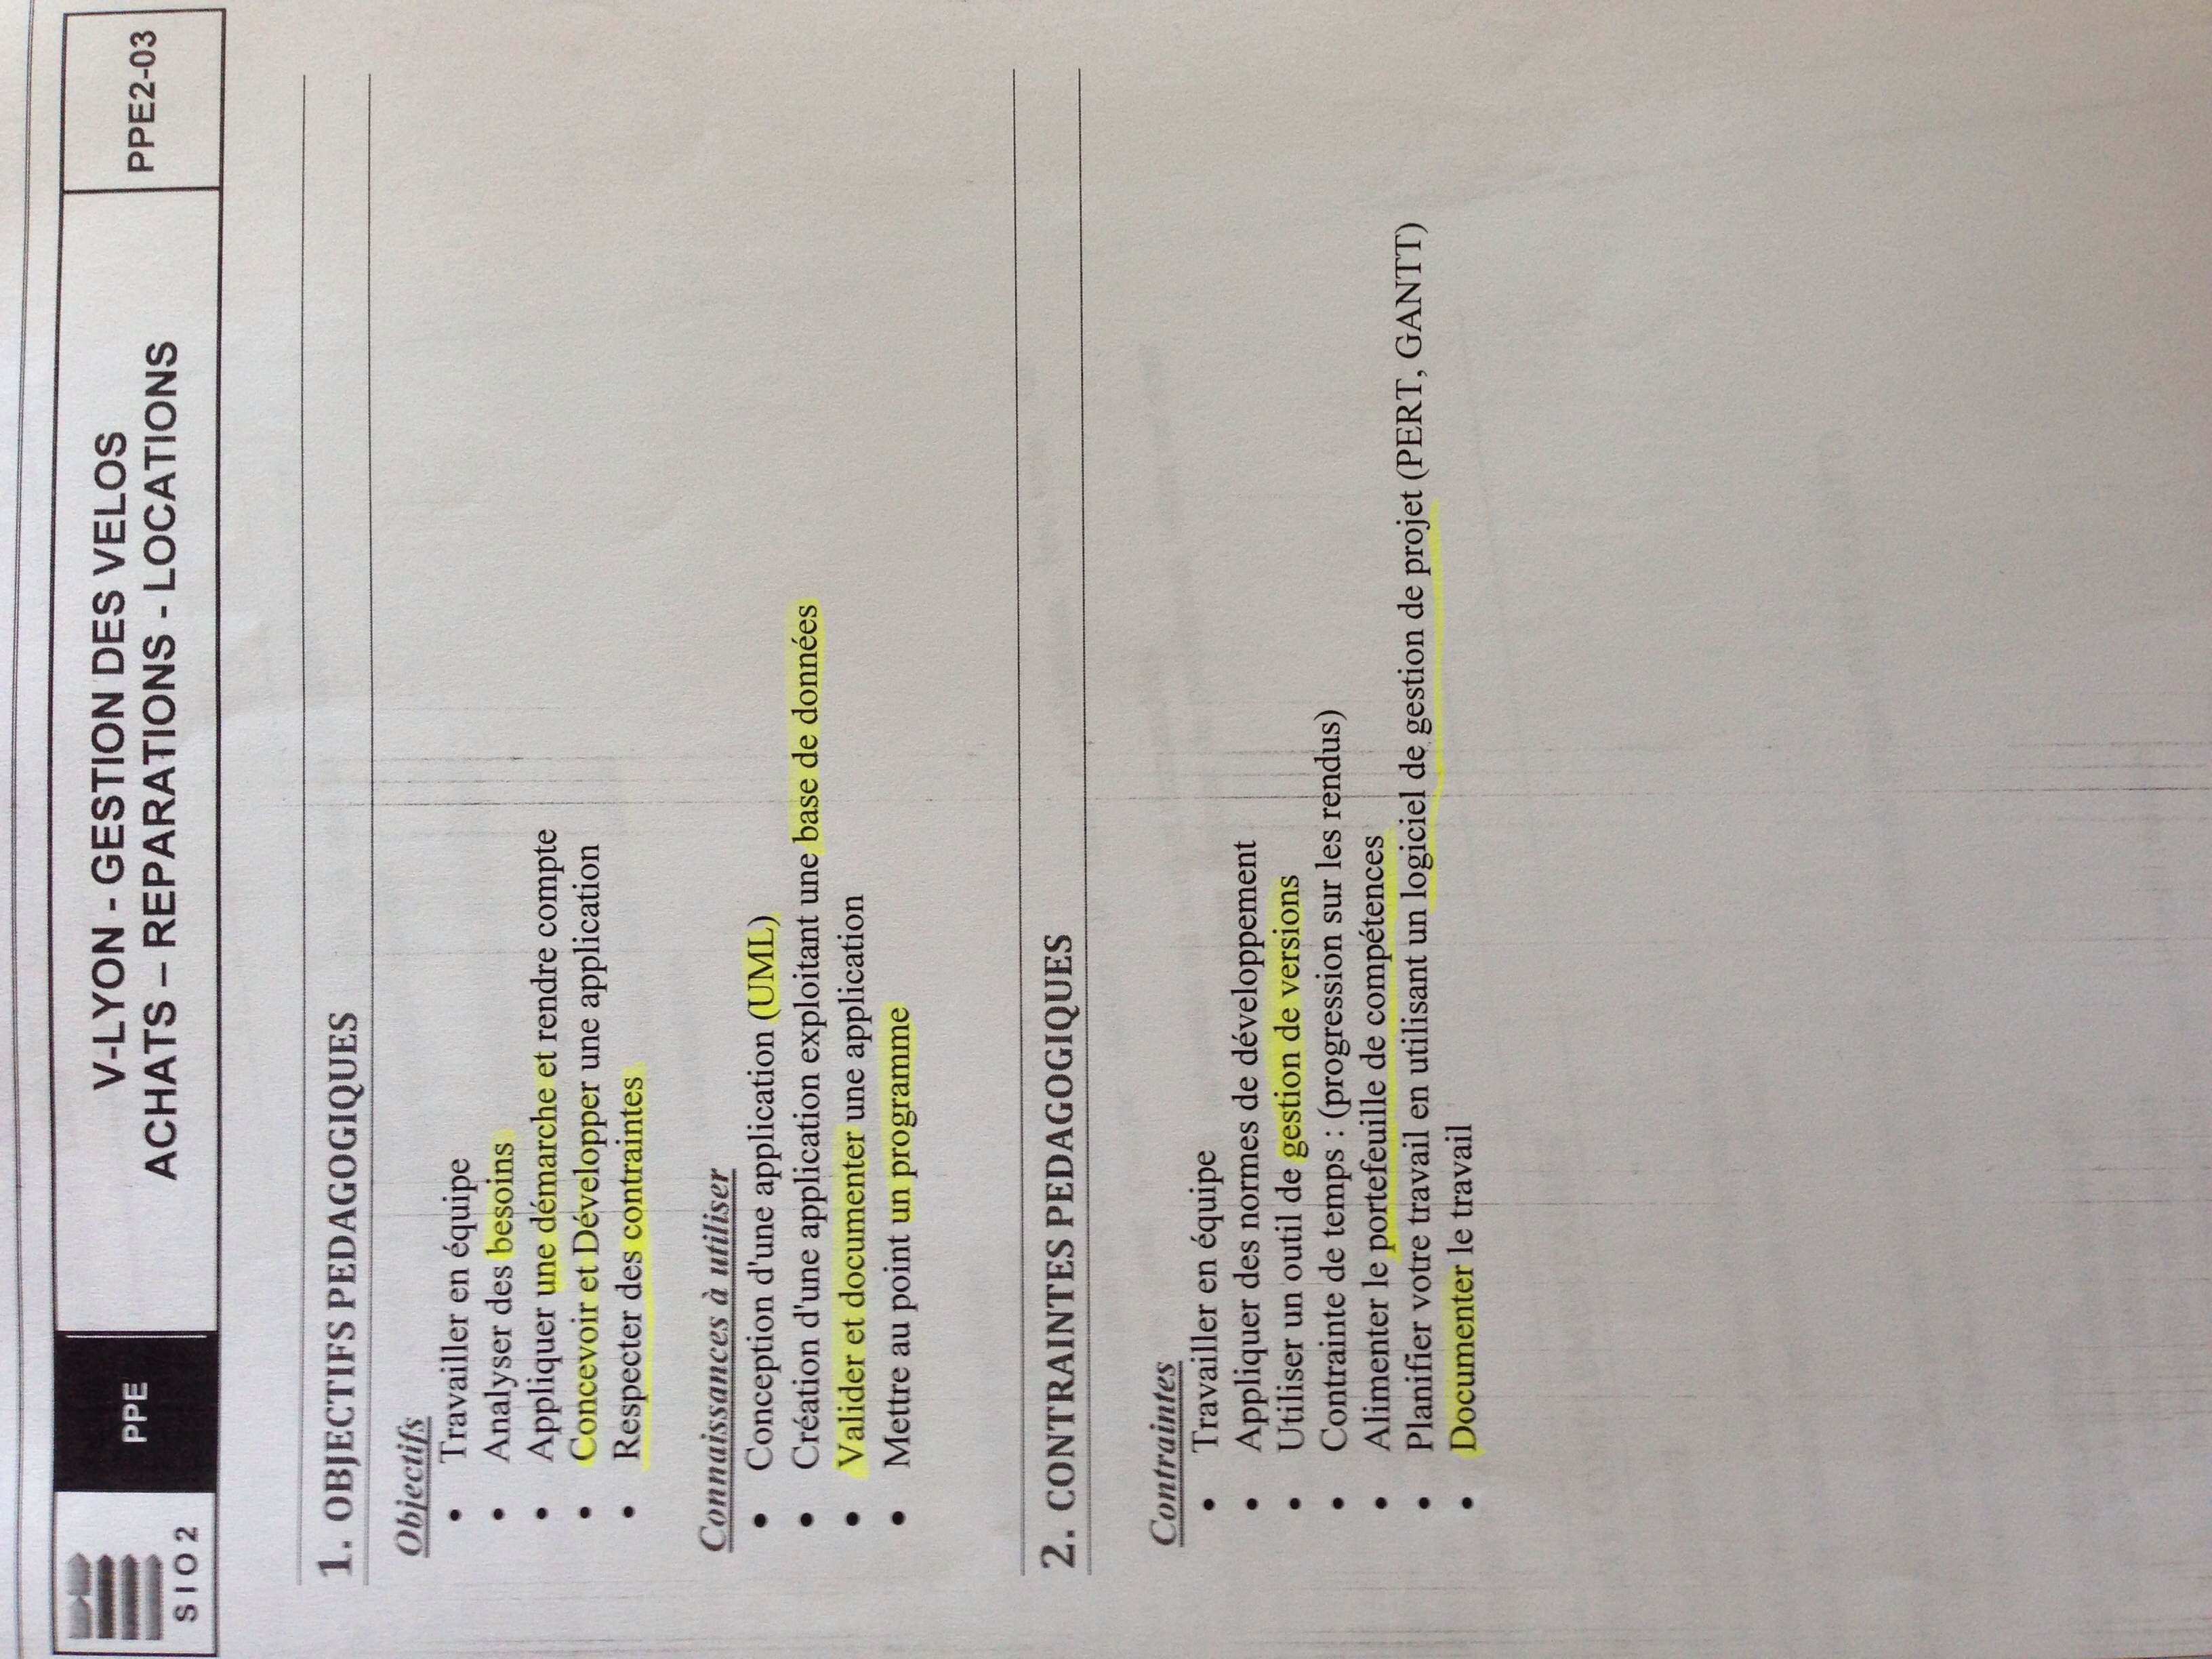 SIO2
PPE
V-LYON - GESTION DES VELOS
ACHATS – REPARATIONS - LOCATIONS
PPE2-03
1. OBJECTIFS PEDAGOGIQUES
Objectifs
• Travailler en équipe
• Analyser des besoins
• Appliquer une démarche et rendre compte
• Concevoir et Développer une application
• Respecter des contraintes
Connaissances à utiliser
• Conception d'une application (UML)
• Création d'une application exploitant une base de données
• Valider et documenter une application
• Mettre au point un programme
2. CONTRAINTES PEDAGOGIQUES
Contraintes
• Travailler en équipe
• Appliquer des normes de développement
• Utiliser un outil de gestion de versions
• Contrainte de temps : (progression sur les rendus)
• Alimenter le portefeuille de compétences
• Planifier votre travail en utilisant un logiciel de gestion de projet (PERT, GANTT)
• Documenter le travail